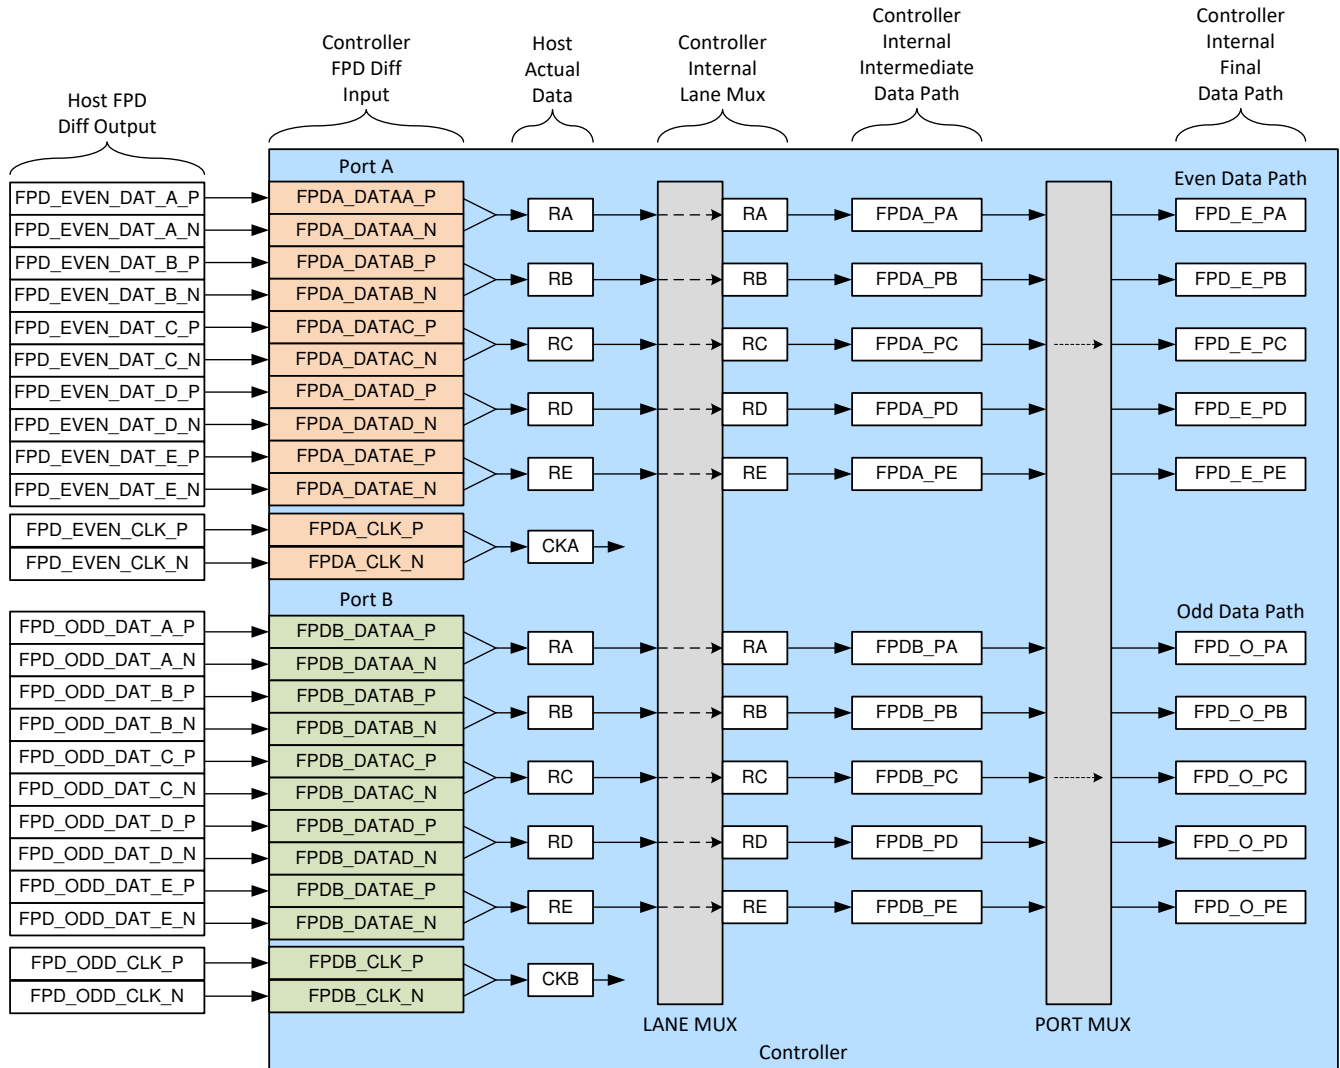 Host FPD
Diff Output
Controller
FPD Diff
Input
Host
Actual
Data
Controller
Internal
Lane Mux
Controller
Internal
Intermediate
Data Path
Controller
Internal
Final
Data Path
Port A
Even Data Path
FPD_EVEN_DAT_A_P
FPD_EVEN_DAT_A_N
FPD_EVEN_DAT_B_P
FPD_EVEN_DAT_B_N
FPD_EVEN_DAT_C_P
FPD_EVEN_DAT_C_N
FPD_EVEN_DAT_D_P
FPD_EVEN_DAT_D_N
FPD_EVEN_DAT_E_P
FPD_EVEN_DAT_E_N
FPD_EVEN_CLK_P
FPD_EVEN_CLK_N
FPDA_DATAA_P
FPDA_DATAA_N
FPDA_DATAB_P
FPDA_DATAB_N
FPDA_DATAC_P
FPDA_DATAC_N
FPDA_DATAD_P
FPDA_DATAD_N
FPDA_DATAE_P
FPDA_DATAE_N
FPDA_CLK_P
FPDA_CLK_N
RA
RB
RC
RD
RE
CKA
RA
RB
RC
RD
RE
FPDA_PA
FPDA_PB
FPDA_PC
FPDA_PD
FPDA_PE
FPD_E_PA
FPD_E_PB
FPD_E_PC
FPD_E_PD
FPD_E_PE
Port B
Odd Data Path
FPD_ODD_DAT_A_P
FPD_ODD_DAT_A_N
FPD_ODD_DAT_B_P
FPD_ODD_DAT_B_N
FPD_ODD_DAT_C_P
FPD_ODD_DAT_C_N
FPD_ODD_DAT_D_P
FPD_ODD_DAT_D_N
FPD_ODD_DAT_E_P
FPD_ODD_DAT_E_N
FPD_ODD_CLK_P
FPD_ODD_CLK_N
FPDB_DATAA_P
FPDB_DATAA_N
FPDB_DATAB_P
FPDB_DATAB_N
FPDB_DATAC_P
FPDB_DATAC_N
FPDB_DATAD_P
FPDB_DATAD_N
FPDB_DATAE_P
FPDB_DATAE_N
FPDB_CLK_P
FPDB_CLK_N
RA
RB
RC
RD
RE
CKB
RA
RB
RC
RD
RE
FPDB_PA
FPDB_PB
FPDB_PC
FPDB_PD
FPDB_PE
FPD_O_PA
FPD_O_PB
FPD_O_PC
FPD_O_PD
FPD_O_PE
LANE MUX
PORT MUX
Controller